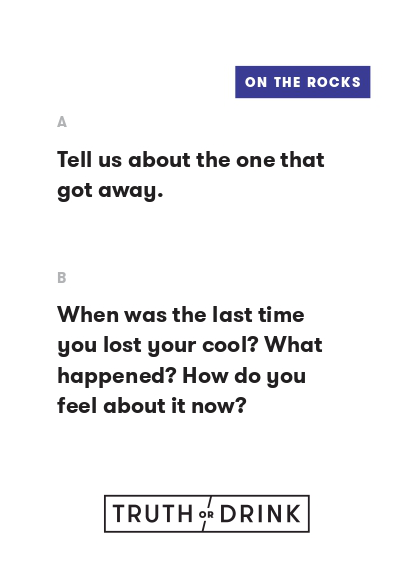 ON THE ROCKS
A
Tell us about the one that
got away.
B
When was the last time
you lost your cool? What
happened? How do you
feel about it now?
TRUTH OR DRINK